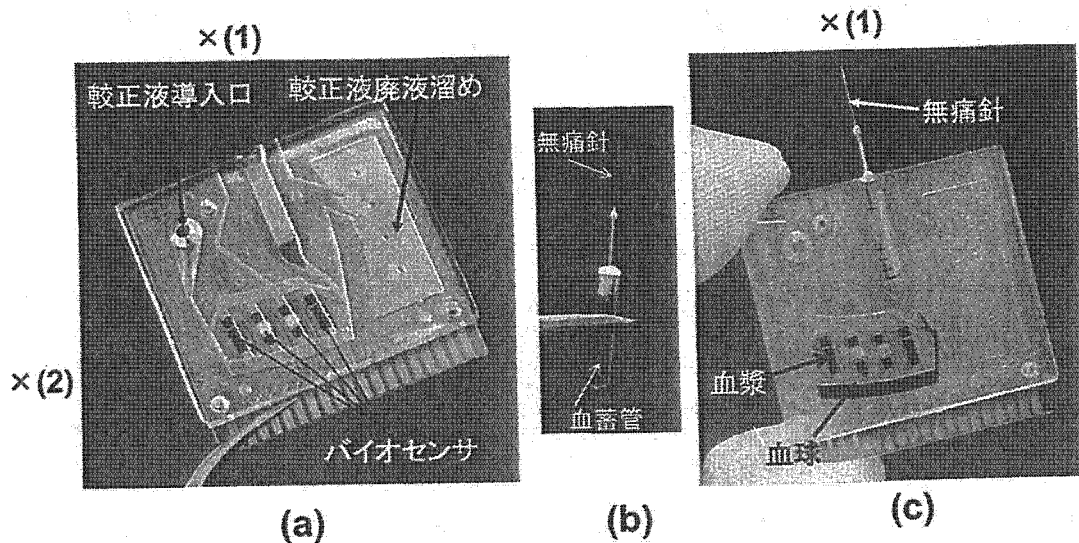 ×(1)
×(1)
較正液導入口
較正液廃液溜め
無痛針
無痛針
×(2)
血漿
血蓄管
バイオセンサ
血球
(a)
(b)
(c)